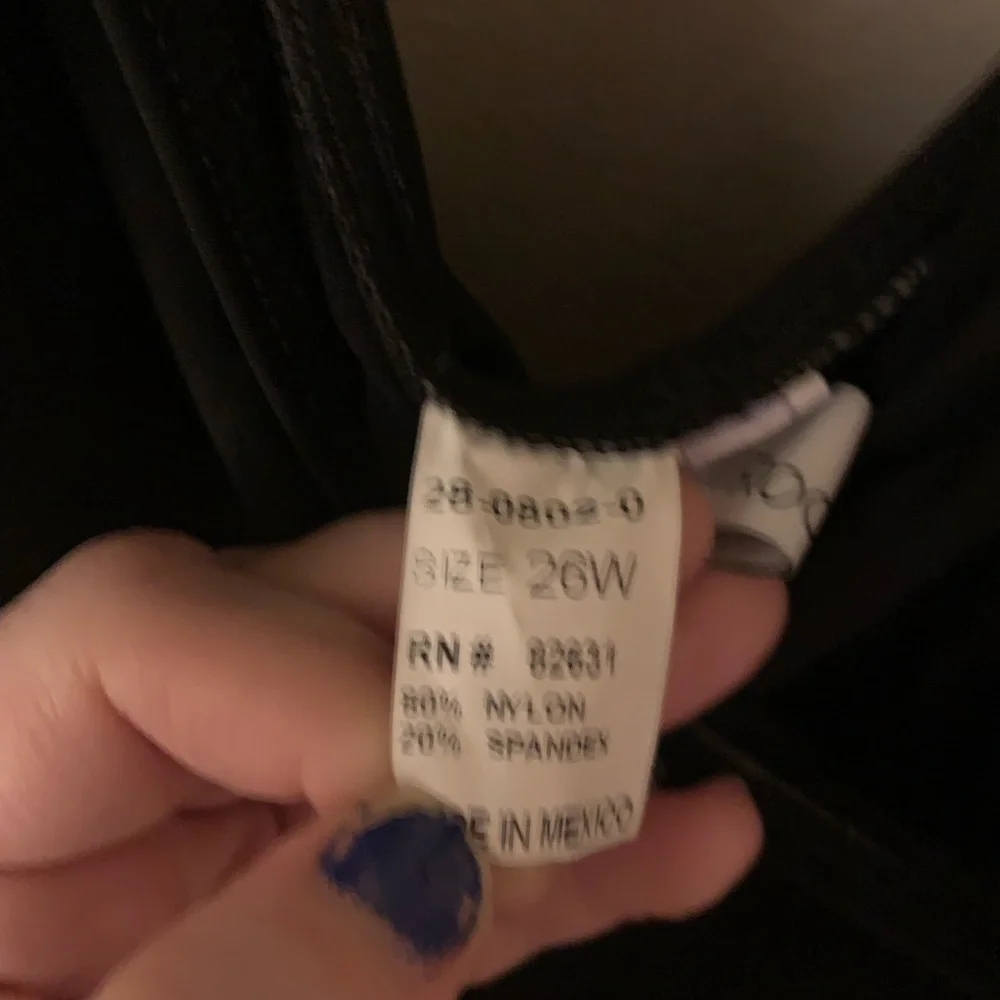 28-0802-0
SIZE 26W
RN # 82631
80% NYLON
20% SPANDEX
IN MEXICO